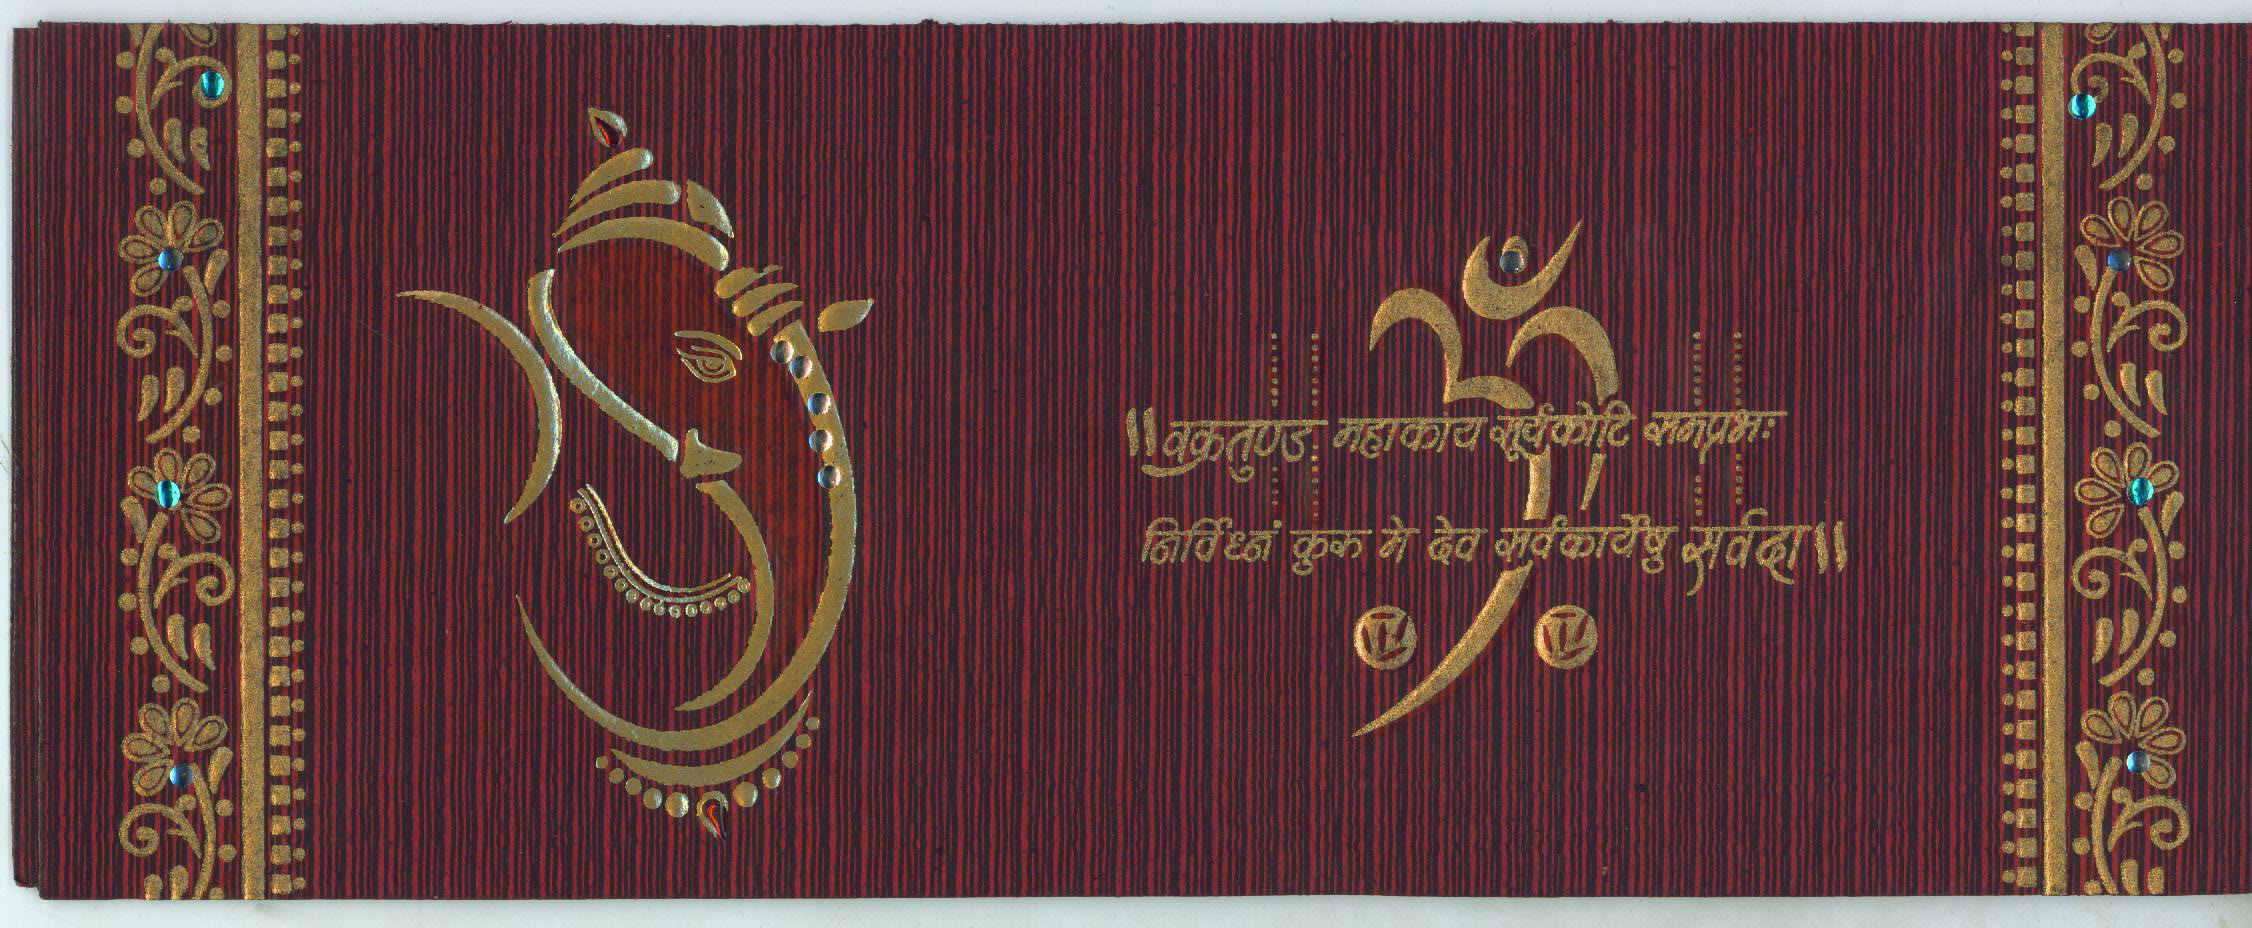 ॐ
॥वक्रतुण्ड महाकाय सूर्यकोटि समप्रभः
निर्विघ्नं कुरु मे देव सर्वकार्येषु सर्वदा॥